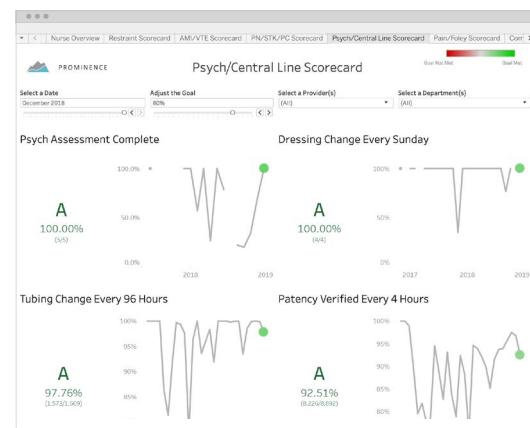 Nurse Overview Restraint Scorecard AMI/VTE Scorecard PN/STK/PC Scorecard Psych/Central Line Scorecard Pain/Foley Scorecard Com
PROMINENCE
Psych/Central Line Scorecard
Goal Not Met Goal Met
Select a Date Adjust the Goal Select a Provider(s) Select a Department(s)
December 2018 80% (All) (All)
Psych Assessment Complete
100.0%
50.0%
0.0%
A
100.00%
(5/5)
2018 2019
Dressing Change Every Sunday
100%
50%
0%
A
100.00%
(4/4)
2017 2018 2019
Tubing Change Every 96 Hours
100%
95%
90%
85%
A
97.76%
(1,573/1,609)
Patency Verified Every 4 Hours
100%
95%
90%
85%
80%
A
92.51%
(8,226/8,892)